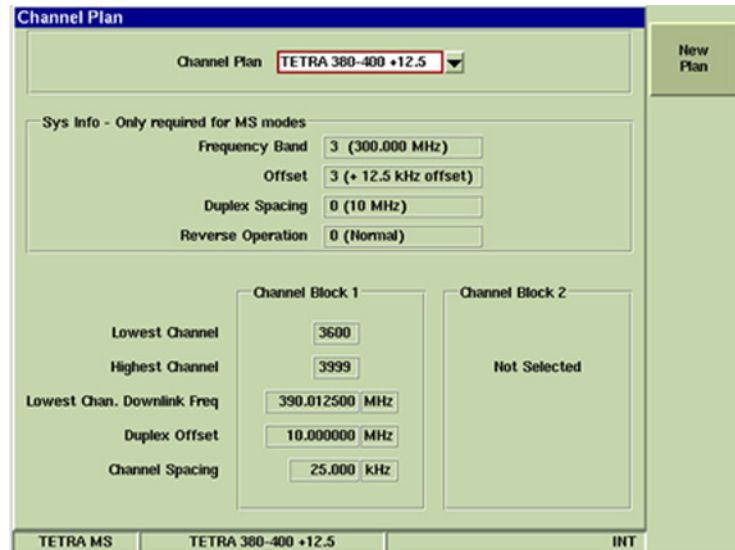 Channel Plan
New
Plan
Channel Plan TETRA 380-400 +12.5
Sys Info - Only required for MS modes
Frequency Band 3 (300.000 MHz)
Offset 3 (+ 12.5 kHz offset)
Duplex Spacing 0 (10 MHz)
Reverse Operation 0 (Normal)
Channel Block 1 Channel Block 2
Lowest Channel 3600
Highest Channel 3999 Not Selected
Lowest Chan. Downlink Freq 390.012500 MHz
Duplex Offset 10.000000 MHz
Channel Spacing 25.000 kHz
TETRA MS TETRA 380-400 +12.5 INT